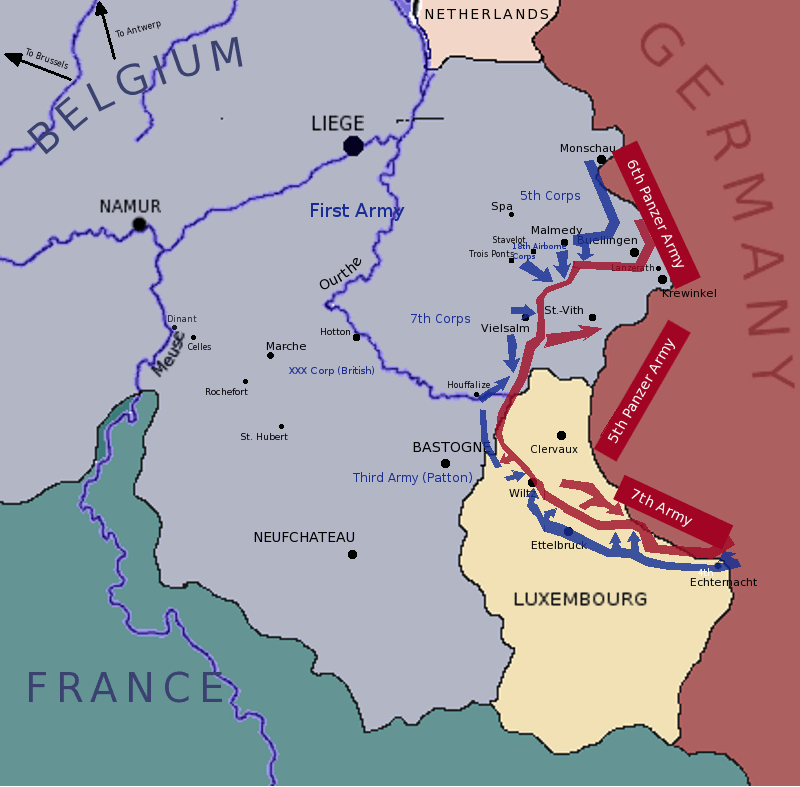 NETHERLANDS
GERMANY
To Antwerp
To Brussels
BELGIUM
LIEGE
Monschau
6th Panzer Army
5th Corps
NAMUR
Spa
First Army
Malmedy
Stavelot
18th Airborne
Corps
Buellingen
Trois Ponts
Lanzerath
Ourthe
Krewinkel
Dinant
7th Corps
St.-Vith
Vielsalm
Hotton
Celles
Meuse
Marche
XXX Corp (British)
5th Panzer Army
Rochefort
Houffalize
St. Hubert
BASTOGNE
Clervaux
Third Army (Patton)
Wiltz
7th Army
NEUFCHATEAU
Ettelbruck
Echternacht
LUXEMBOURG
FRANCE